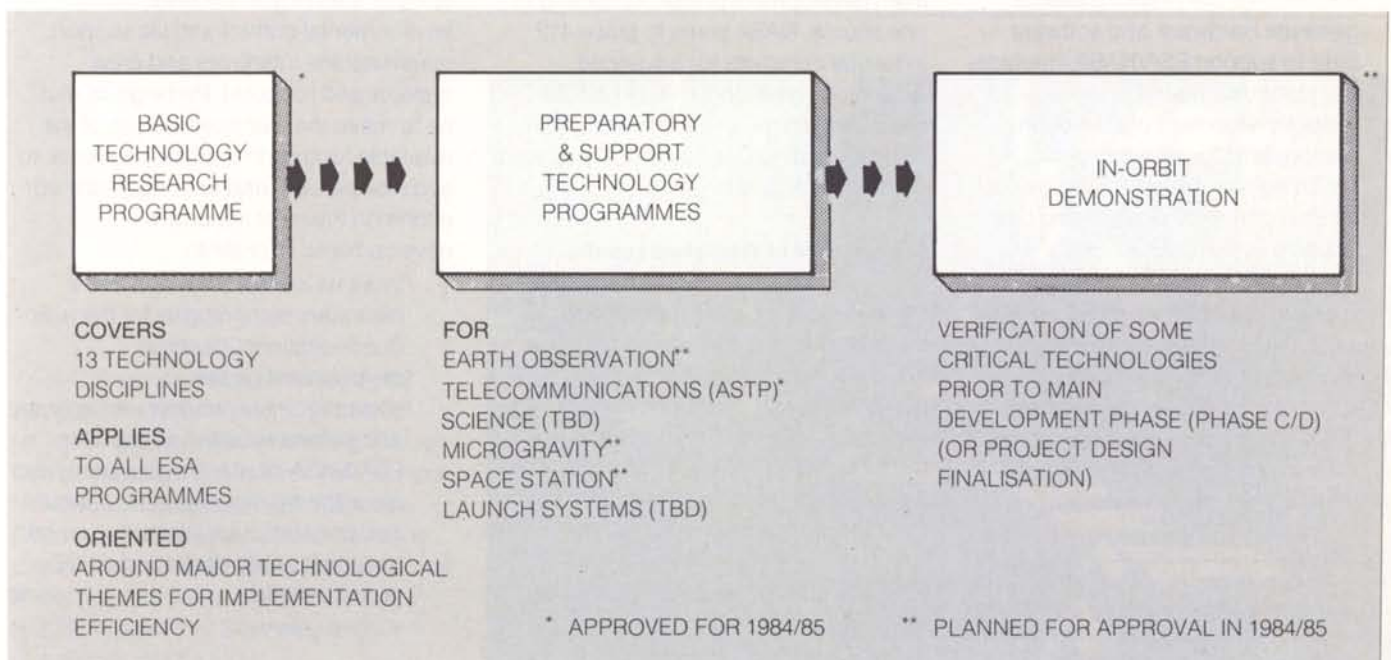 BASIC
TECHNOLOGY
RESEARCH
PROGRAMME
*
PREPARATORY
& SUPPORT
TECHNOLOGY
PROGRAMMES
IN-ORBIT
DEMONSTRATION
**
COVERS
13 TECHNOLOGY
DISCIPLINES
APPLIES
TO ALL ESA
PROGRAMMES
ORIENTED
AROUND MAJOR TECHNOLOGICAL
THEMES FOR IMPLEMENTATION
EFFICIENCY
FOR
EARTH OBSERVATION**
TELECOMMUNICATIONS (ASTP)*
SCIENCE (TBD)
MICROGRAVITY**
SPACE STATION**
LAUNCH SYSTEMS (TBD)
VERIFICATION OF SOME
CRITICAL TECHNOLOGIES
PRIOR TO MAIN
DEVELOPMENT PHASE (PHASE C/D)
(OR PROJECT DESIGN
FINALISATION)
* APPROVED FOR 1984/85
** PLANNED FOR APPROVAL IN 1984/85